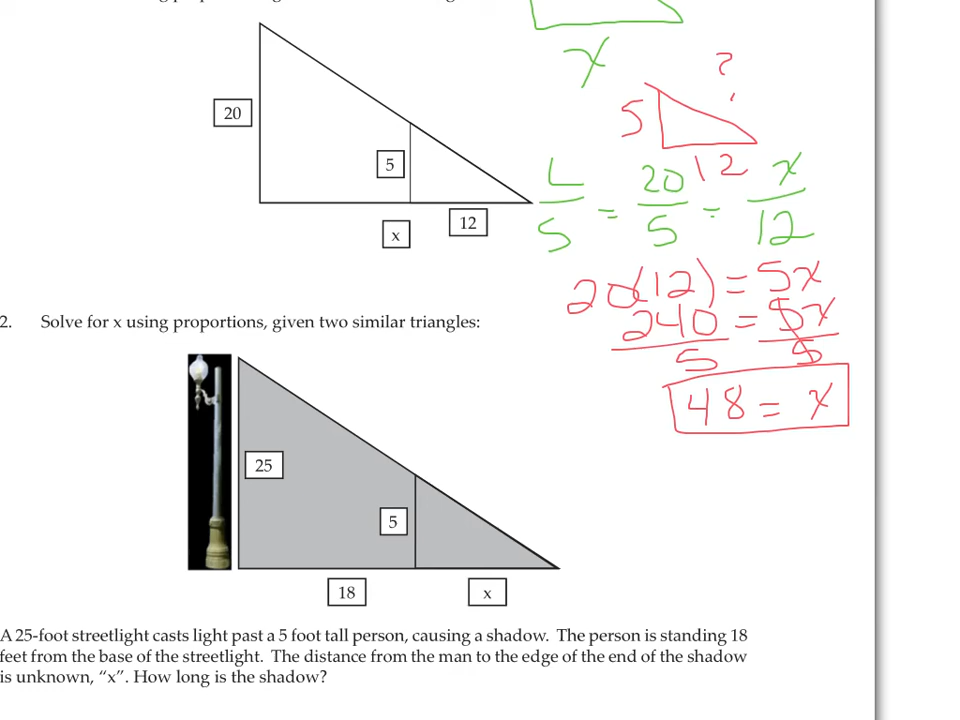 x
?
20
5
5
12
12
x
L/5 = 20/5 = x/12
20(12) = 5x
240/5 = 5x/5
48 = x
2. Solve for x using proportions, given two similar triangles:
25
5
18
x
A 25-foot streetlight casts light past a 5 foot tall person, causing a shadow. The person is standing 18
feet from the base of the streetlight. The distance from the man to the edge of the end of the shadow
is unknown, “x”. How long is the shadow?